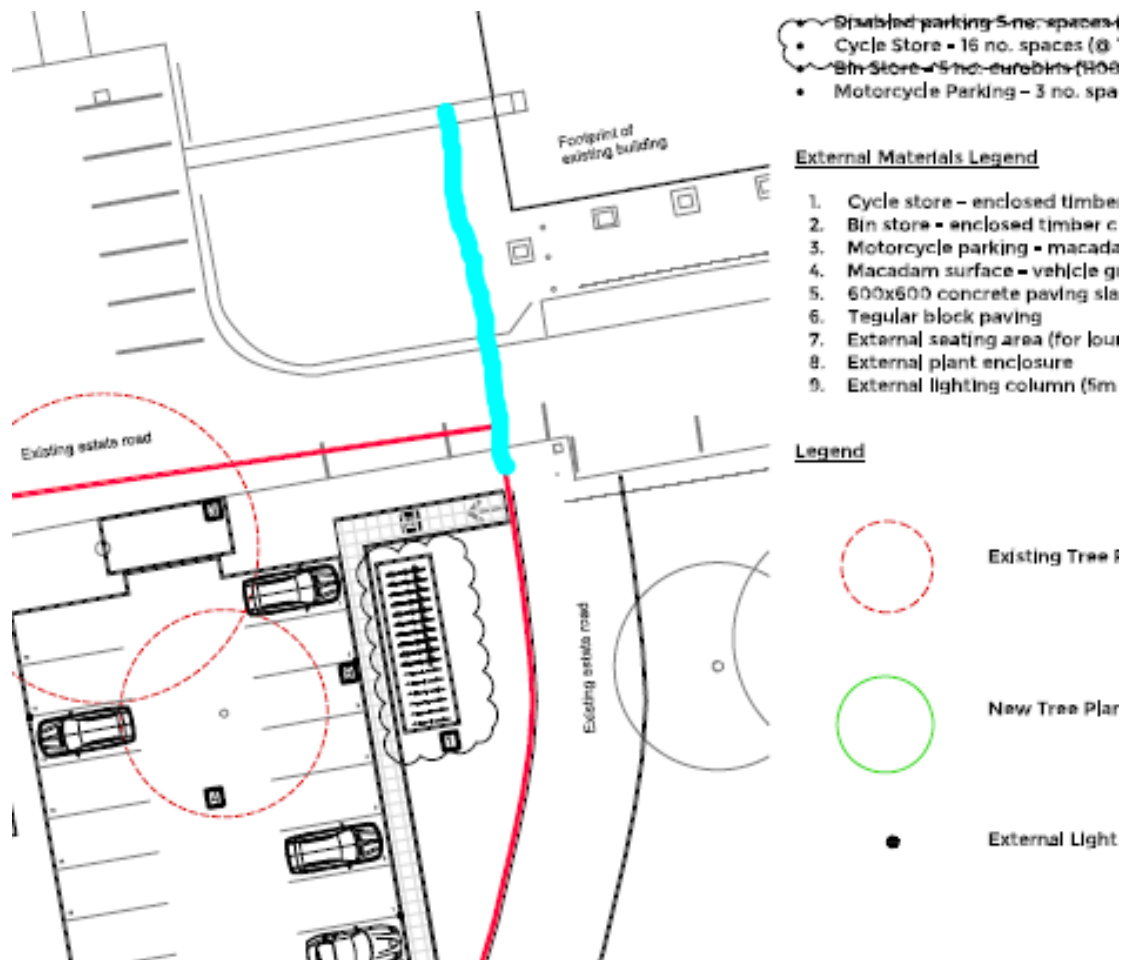 Disabled parking 5 no. spaces (
Cycle Store - 16 no. spaces (@
Bin Store - 5 no. eurobins (1100
Motorcycle Parking – 3 no. spa
Footprint of
existing building
External Materials Legend
1. Cycle store – enclosed timbe
2. Bin store - enclosed timber c
3. Motorcycle parking - macada
4. Macadam surface - vehicle g
5. 600x600 concrete paving sla
6. Tegular block paving
7. External seating area (for lou
8. External plant enclosure
9. External lighting column (5m
Existing estate road
Legend
Existing Tree
Existing estate road
New Tree Plan
External Light